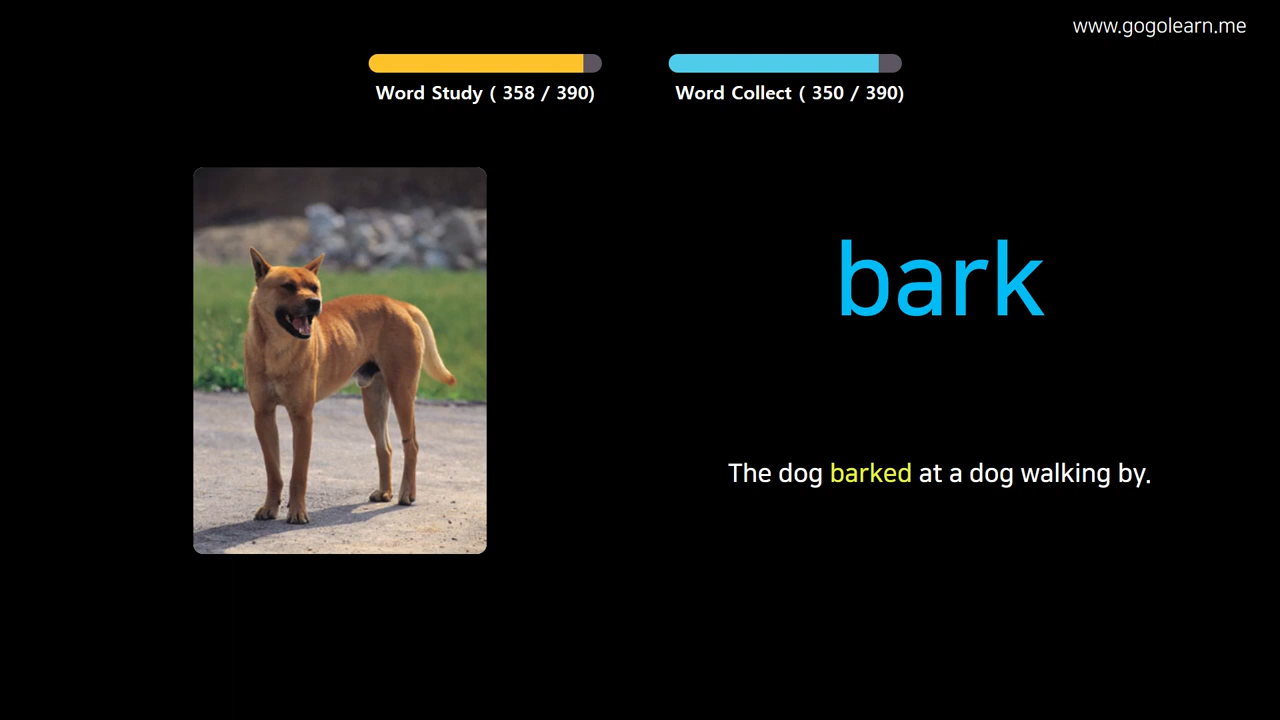 www.gogolearn.me
Word Study ( 358 / 390)
Word Collect ( 350 / 390)
bark
The dog barked at a dog walking by.